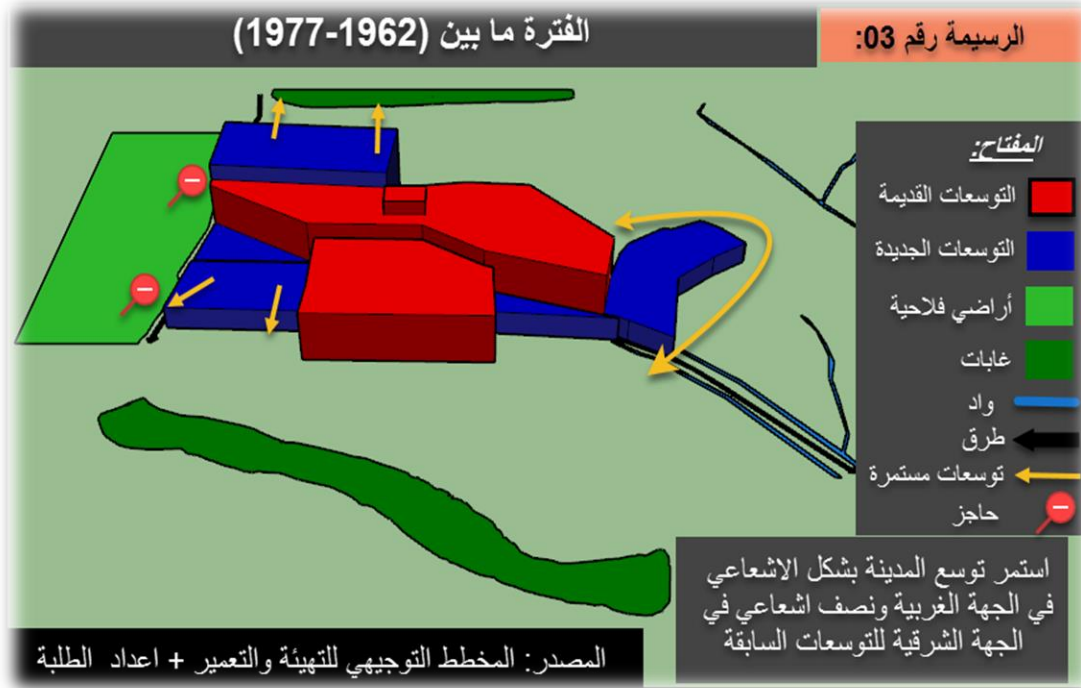 الرسيمة رقم 03:
الفترة ما بين (1962-1977)
المفتاح:
التوسعات القديمة
التوسعات الجديدة
أراضي فلاحية
غابات
واد
طرق
توسعات مستمرة
حاجز
استمر توسع المدينة بشكل الاشعاعي
في الجهة الغربية ونصف اشعاعي في
الجهة الشرقية للتوسعات السابقة
المصدر: المخطط التوجيهي للتهيئة والتعمير + اعداد الطلبة